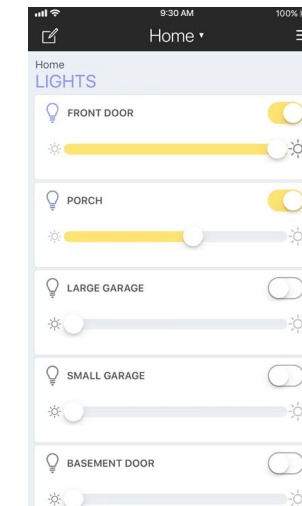 9:30 AM
100%
Home
Home
LIGHTS
FRONT DOOR
PORCH
LARGE GARAGE
SMALL GARAGE
BASEMENT DOOR